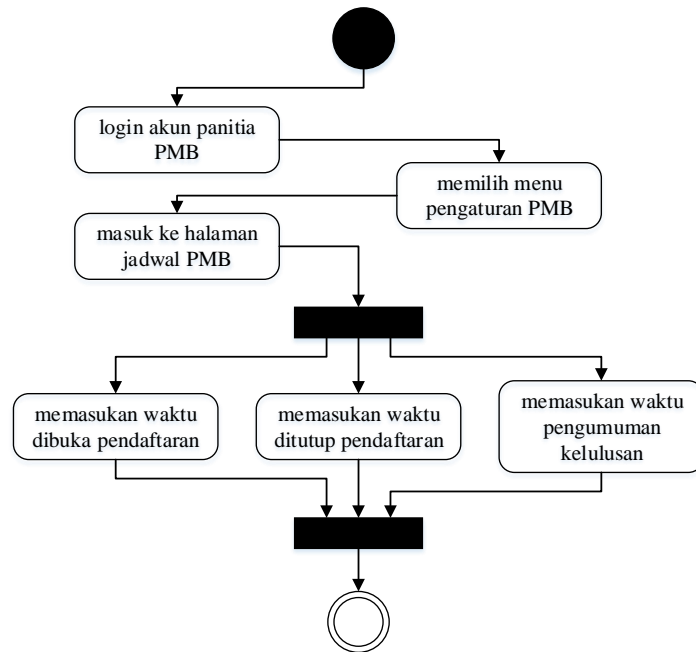 login akun panitia
PMB
memilih menu
pengaturan PMB
masuk ke halaman
jadwal PMB
memasukan waktu
dibuka pendaftaran
memasukan waktu
ditutup pendaftaran
memasukan waktu
pengumuman
kelulusan